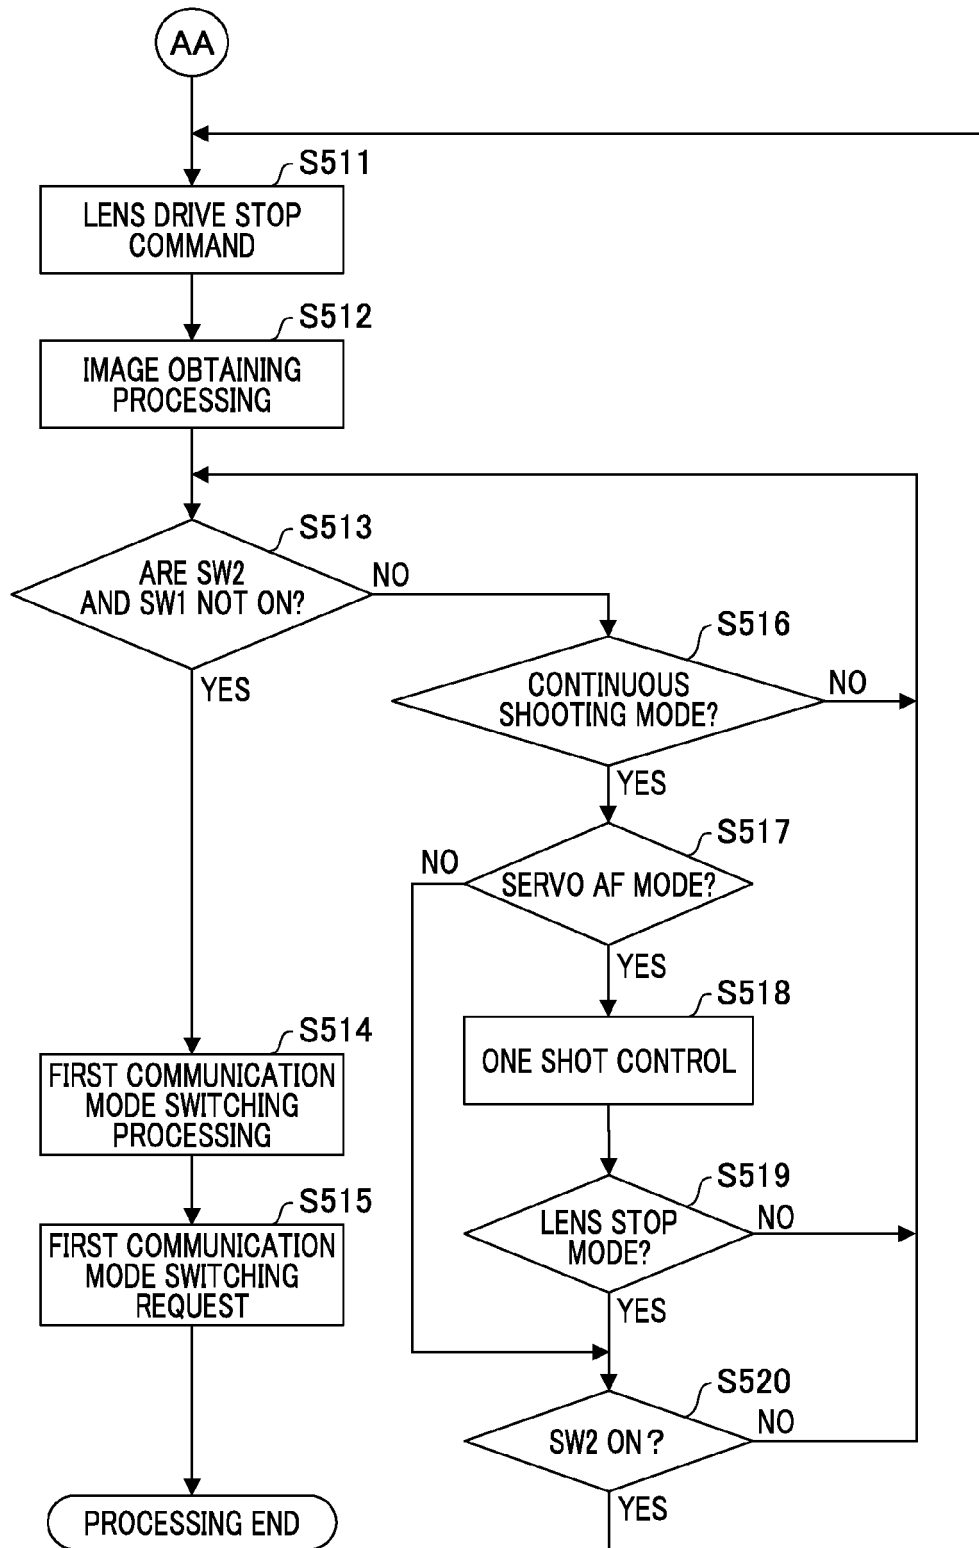 AA
S511
LENS DRIVE STOP
COMMAND
S512
IMAGE OBTAINING
PROCESSING
S513
ARE SW2
AND SW1 NOT ON?
NO
YES
S516
CONTINUOUS
SHOOTING MODE?
NO
YES
S517
SERVO AF MODE?
NO
YES
S518
ONE SHOT CONTROL
S514
FIRST COMMUNICATION
MODE SWITCHING
PROCESSING
S519
LENS STOP
MODE?
NO
YES
S515
FIRST COMMUNICATION
MODE SWITCHING
REQUEST
S520
SW2 ON?
NO
YES
PROCESSING END